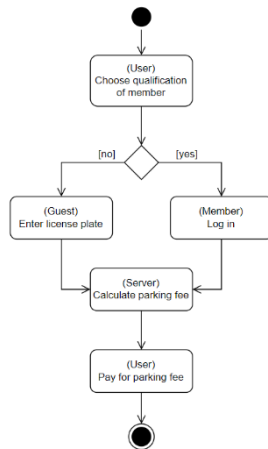 (User)
Choose qualification
of member
[no]
[yes]
(Guest)
Enter license plate
(Member)
Log in
(Server)
Calculate parking fee
(User)
Pay for parking fee